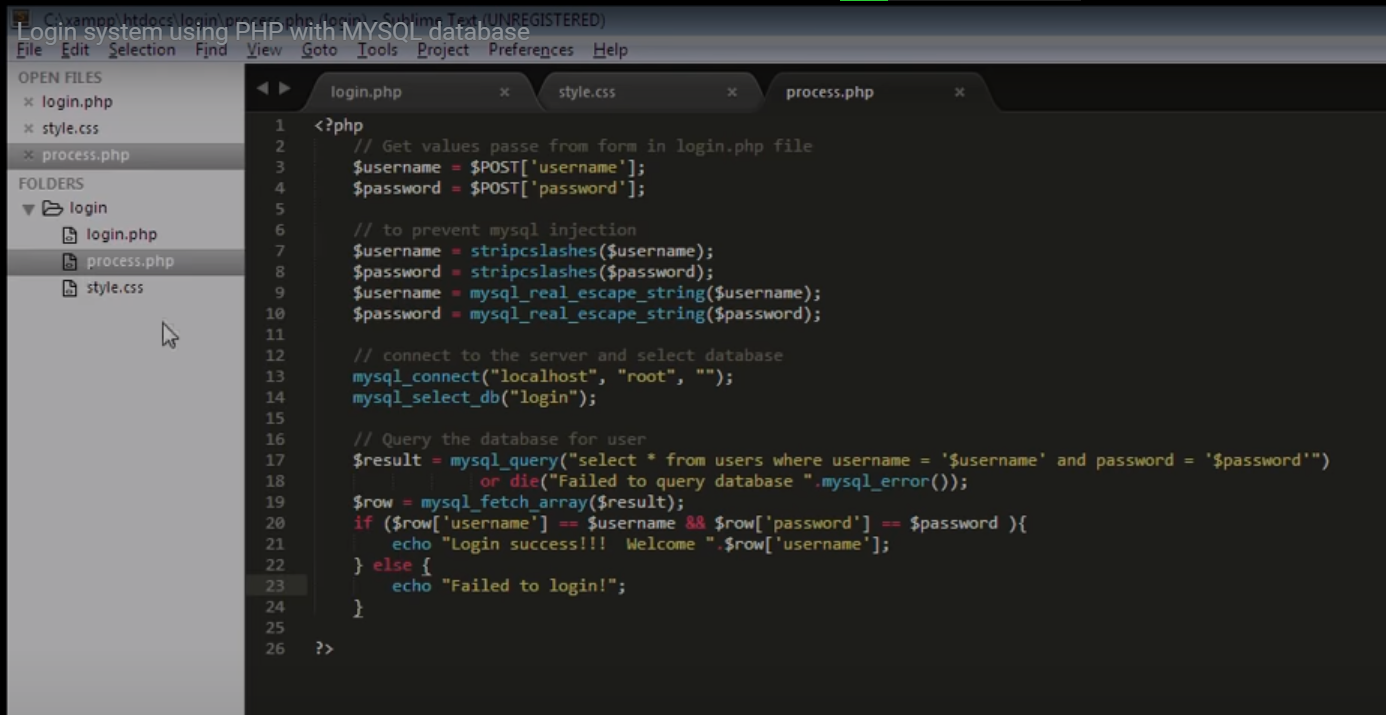 C:\xampp\htdocs\login\process.php (login) - Sublime Text (UNREGISTERED)
Login system using PHP with MYSQL database
File Edit Selection Find View Goto Tools Project Preferences Help
OPEN FILES
login.php
style.css
process.php
FOLDERS
login
login.php
process.php
style.css
login.php style.css process.php
1 <?php
2 // Get values passe from form in login.php file
3 $username = $POST['username'];
4 $password = $POST['password'];
5
6 // to prevent mysql injection
7 $username = stripcslashes($username);
8 $password = stripcslashes($password);
9 $username = mysql_real_escape_string($username);
10 $password = mysql_real_escape_string($password);
11
12 // connect to the server and select database
13 mysql_connect("localhost", "root", "");
14 mysql_select_db("login");
15
16 // Query the database for user
17 $result = mysql_query("select * from users where username = '$username' and password = '$password'")
18 or die("Failed to query database ".mysql_error());
19 $row = mysql_fetch_array($result);
20 if ($row['username'] == $username && $row['password'] == $password ){
21 echo "Login success!!! Welcome ".$row['username'];
22 } else {
23 echo "Failed to login!";
24 }
25
26 ?>